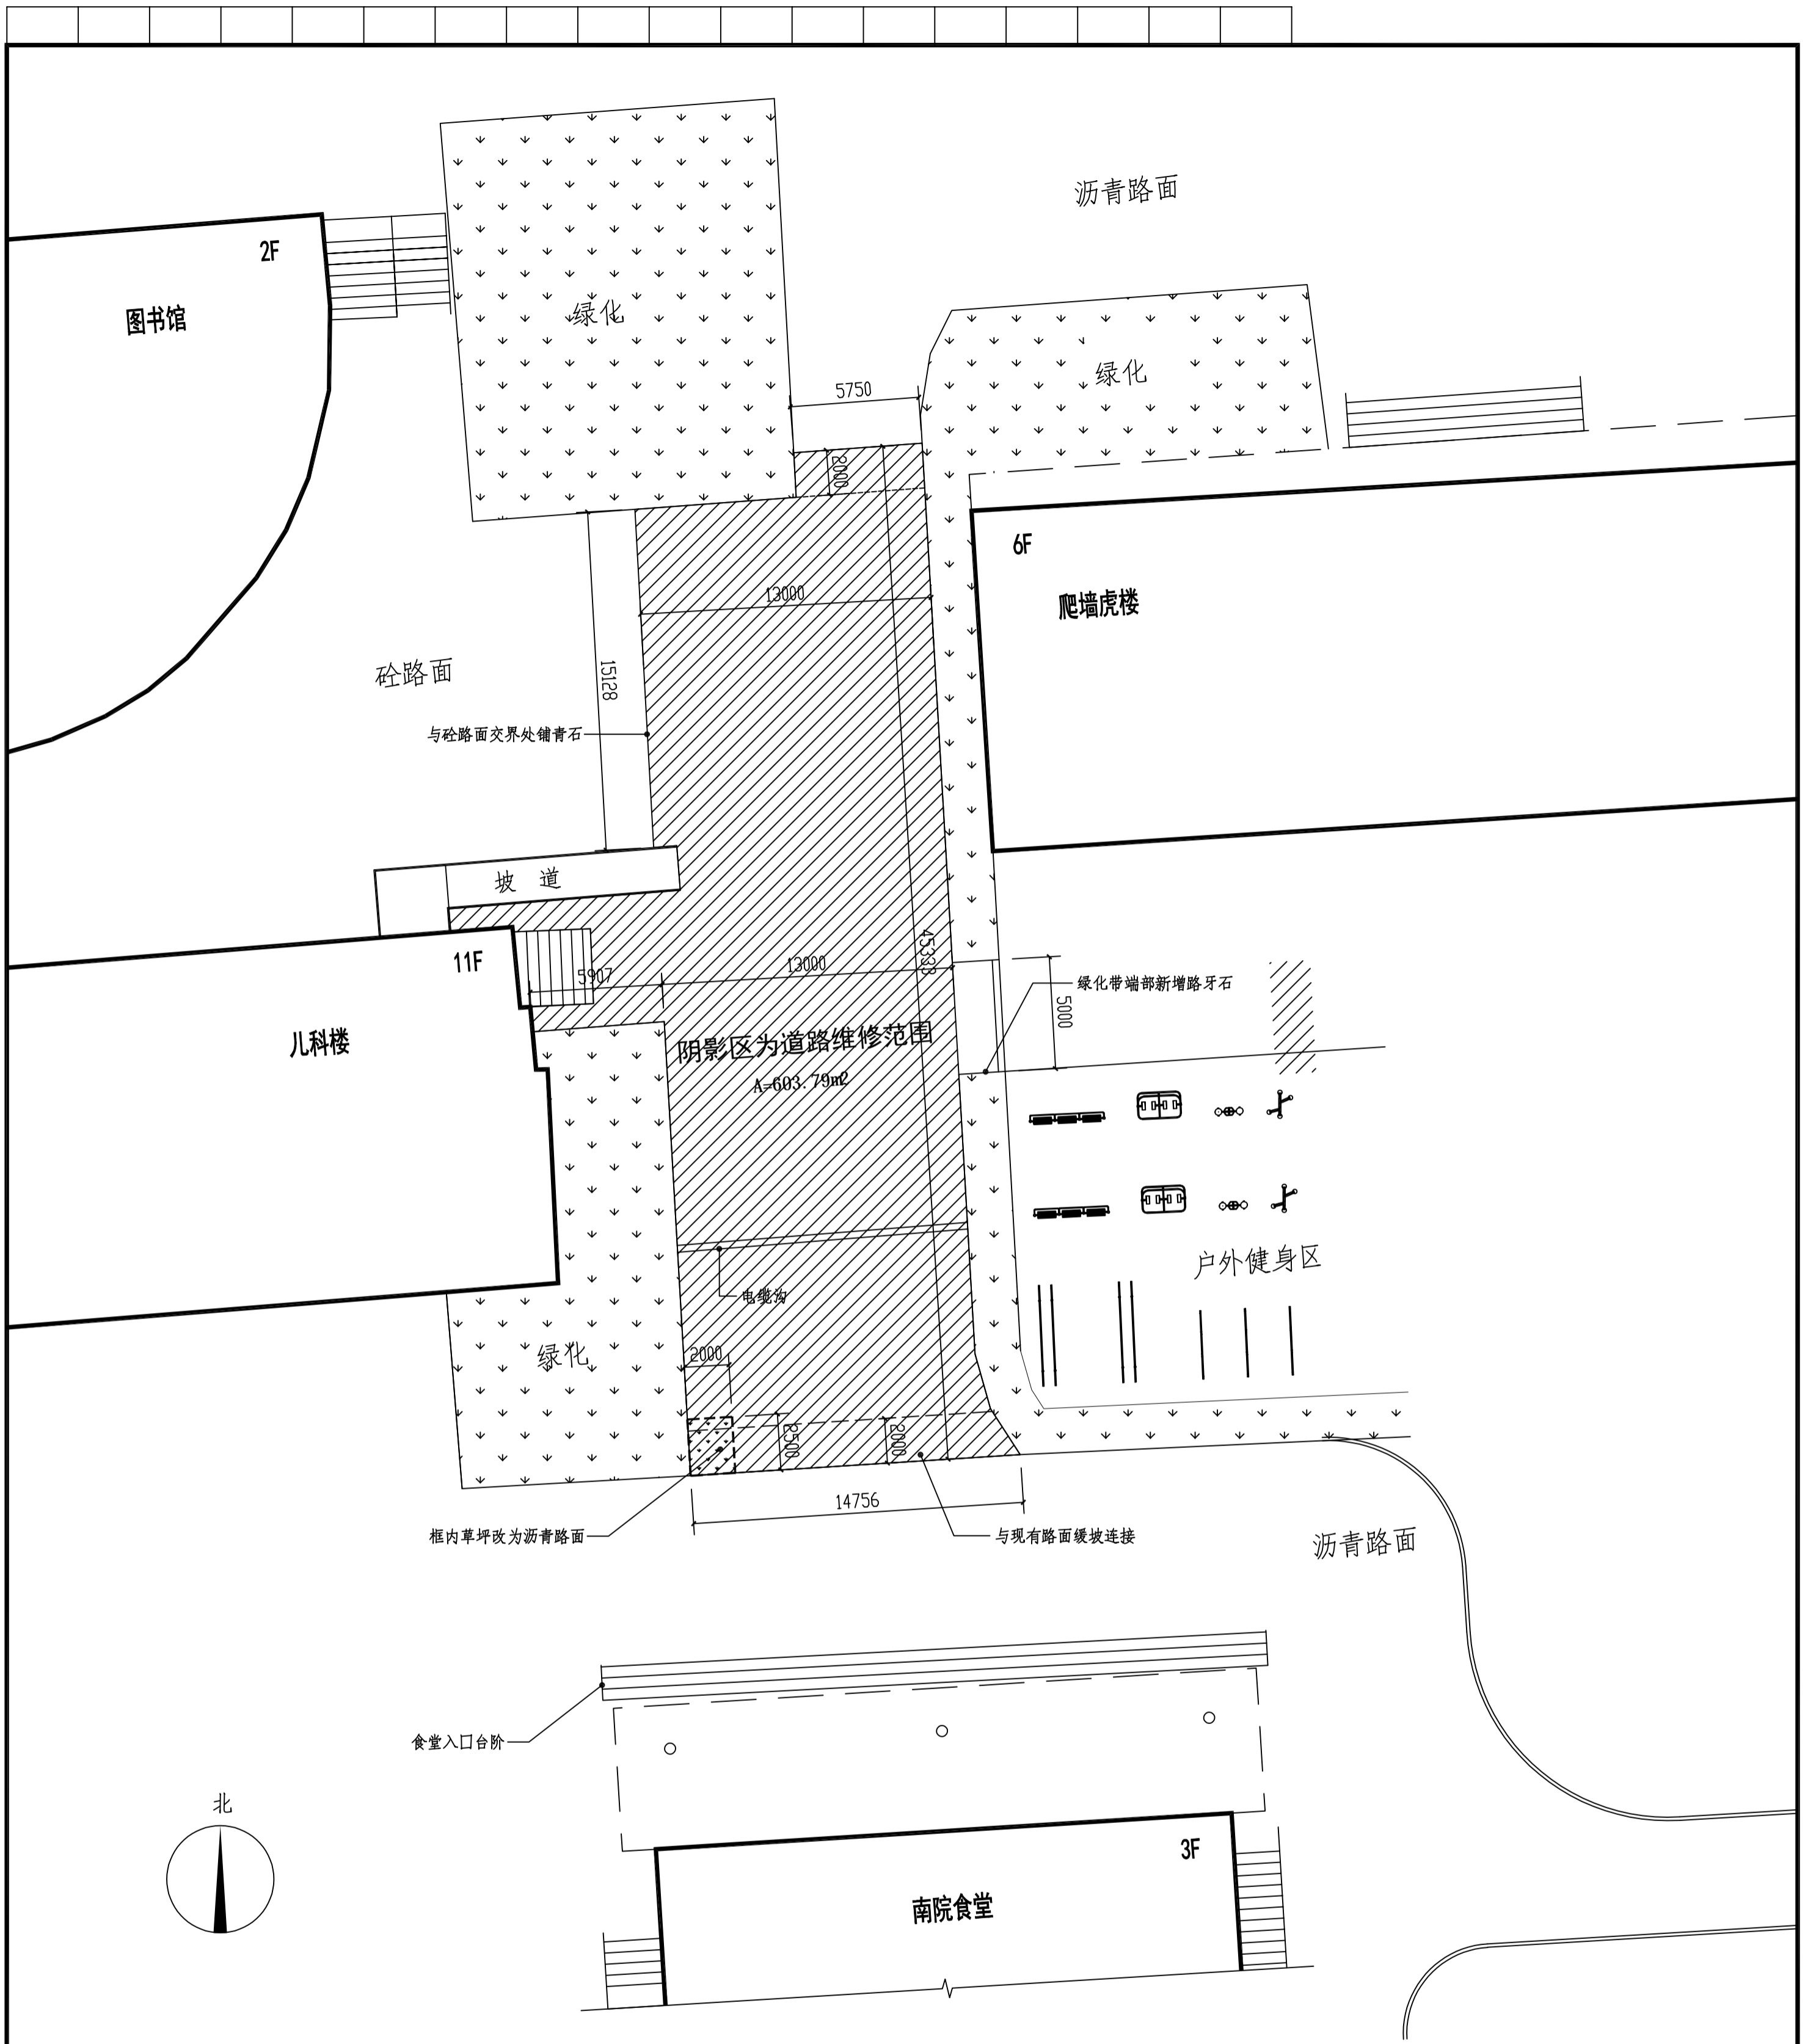 沥青路面
2F
图书馆
绿化
绿化
5750
2000
6F
爬墙虎楼
13000
15128
砼路面
与砼路面交界处铺青石
坡 道
11F
5907
13000
45333
绿化带端部新增路牙石
5000
儿科楼
阴影区为道路维修范围
A=603.79m2
户外健身区
电缆沟
绿化
2000
2500
2000
14756
框内草坪改为沥青路面
与现有路面缓坡连接
沥青路面
食堂入口台阶
北
3F
南院食堂